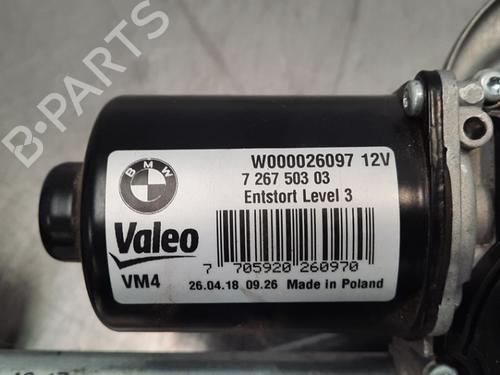 B-PARTS
W000026097 12V
7 267 503 03
Entstort Level 3
BMW
Valeo
VM4
7 705920 260970
26.04.18 09.26 Made in Poland